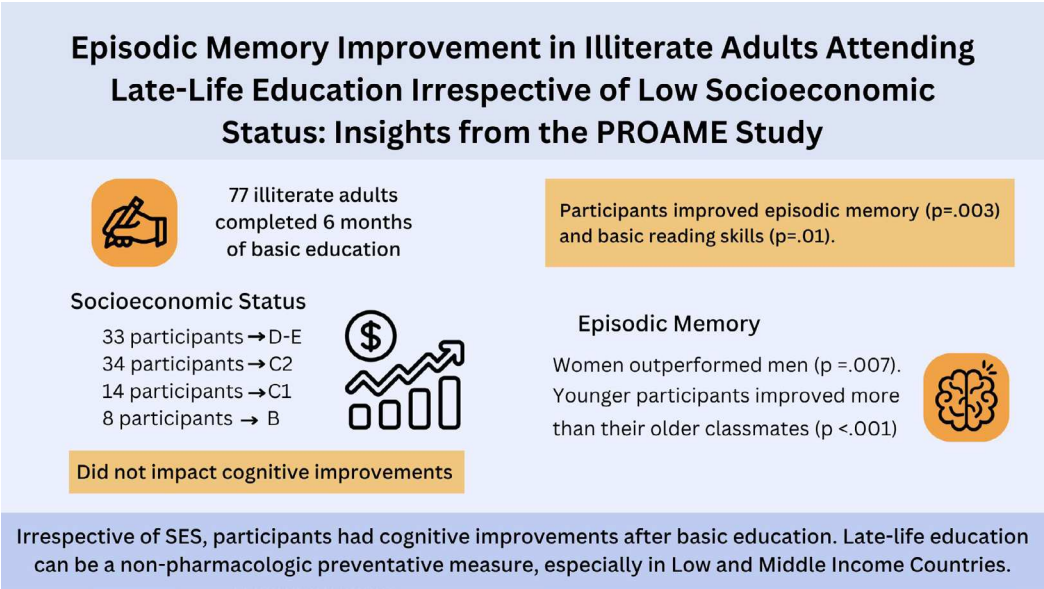 Episodic Memory Improvement in Illiterate Adults Attending
Late-Life Education Irrespective of Low Socioeconomic
Status: Insights from the PROAME Study
77 illiterate adults
completed 6 months
of basic education
Participants improved episodic memory (p=.003)
and basic reading skills (p=.01).
Socioeconomic Status
33 participants→D-E
34 participants→C2
14 participants→C1
8 participants → B
$
Did not impact cognitive improvements
Episodic Memory
Women outperformed men (p =.007).
Younger participants improved more
than their older classmates (p <.001)
Irrespective of SES, participants had cognitive improvements after basic education. Late-life education
can be a non-pharmacologic preventative measure, especially in Low and Middle Income Countries.